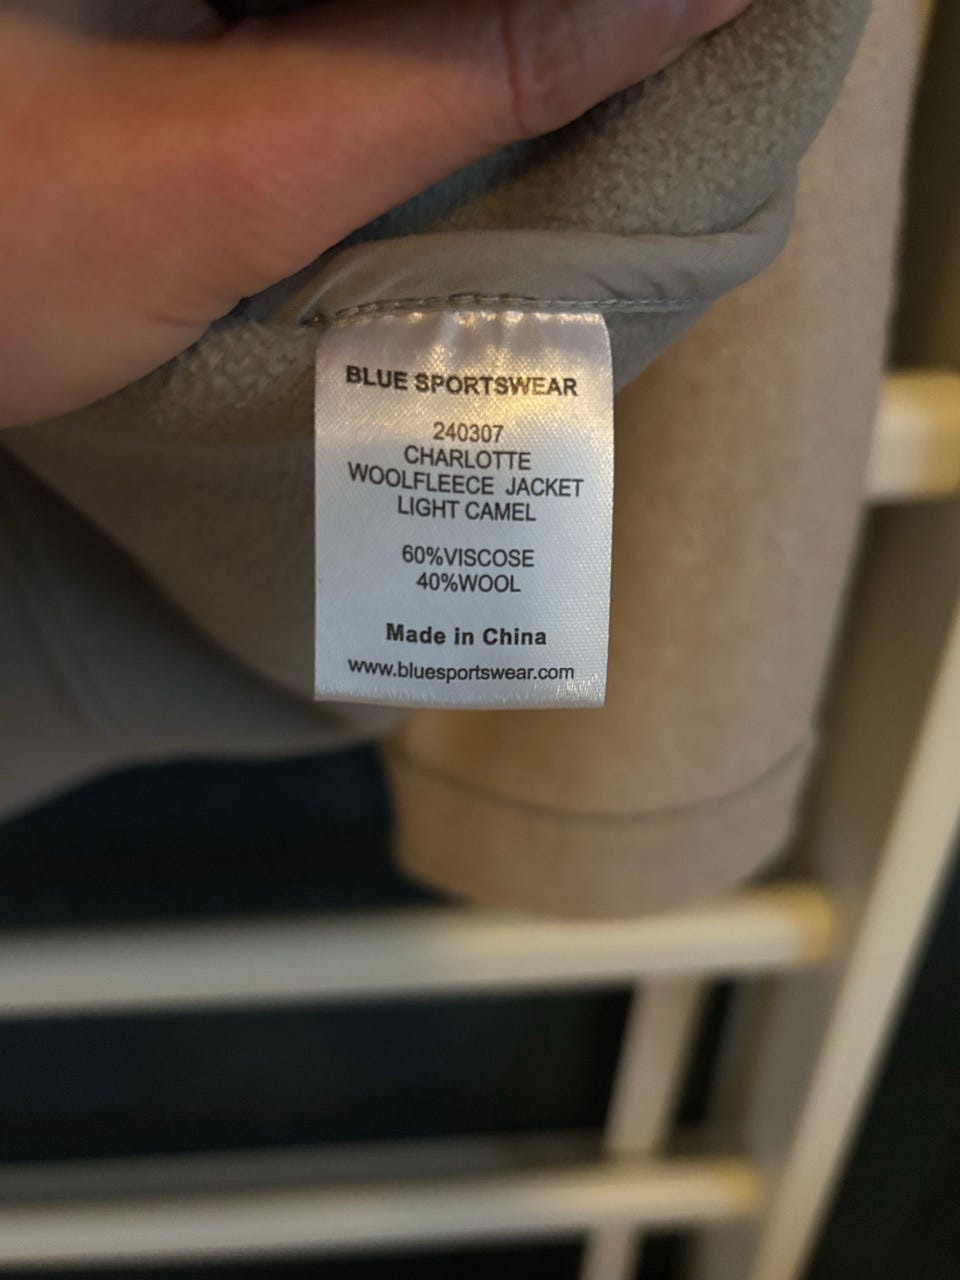 BLUE SPORTSWEAR
240307
CHARLOTTE
WOOLFLEECE JACKET
LIGHT CAMEL
60%VISCOSE
40%WOOL
Made in China
www.bluesportswear.com